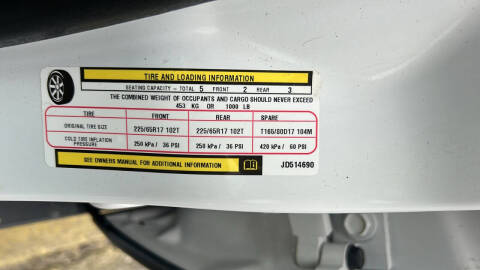 TIRE AND LOADING INFORMATION
SEATING CAPACITY - TOTAL 5 FRONT 2 REAR 3
THE COMBINED WEIGHT OF OCCUPANTS AND CARGO SHOULD NEVER EXCEED
453 KG OR 1000 LB
TIRE FRONT REAR SPARE
ORIGINAL TIRE SIZE 225/65R17 102T 225/65R17 102T T165/80D17 104M
COLD TIRE INFLATION PRESSURE 250 kPa / 36 PSI 250 kPa / 36 PSI 420 kPa / 60 PSI
SEE OWNERS MANUAL FOR ADDITIONAL INFORMATION JD514690